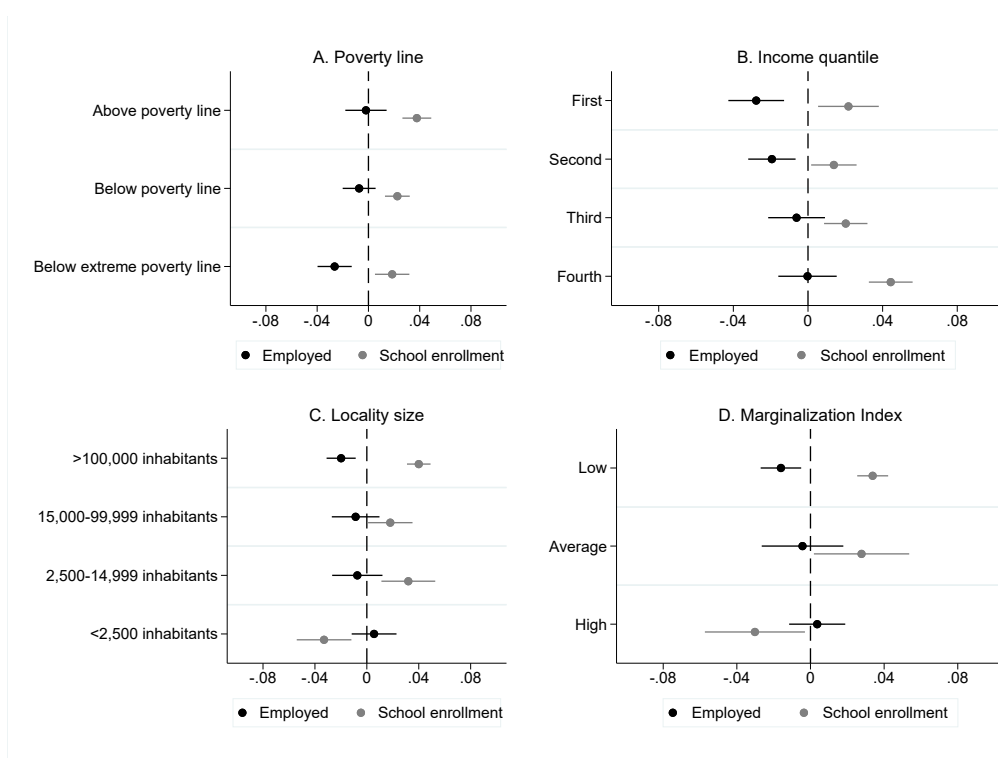 A. Poverty line
Above poverty line
Below poverty line
Below extreme poverty line
-.08 -.04 0 .04 .08
Employed School enrollment
B. Income quantile
First
Second
Third
Fourth
-.08 -.04 0 .04 .08
Employed School enrollment
C. Locality size
>100,000 inhabitants
15,000-99,999 inhabitants
2,500-14,999 inhabitants
<2,500 inhabitants
-.08 -.04 0 .04 .08
Employed School enrollment
D. Marginalization Index
Low
Average
High
-.08 -.04 0 .04 .08
Employed School enrollment